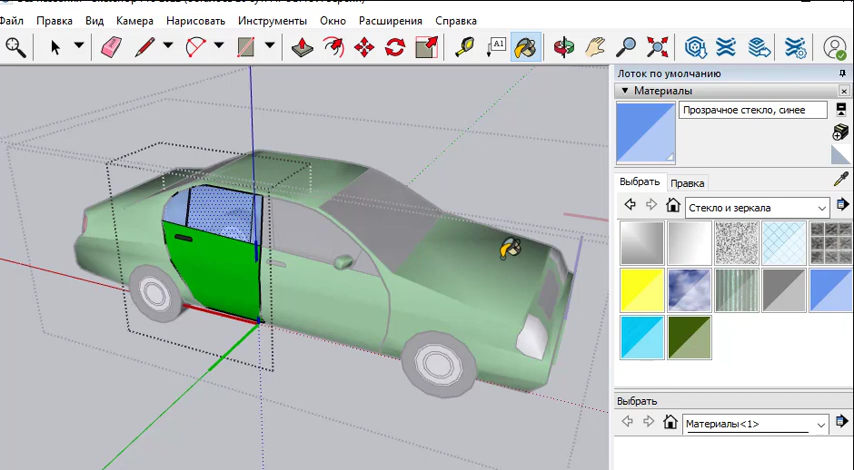 Файл Правка Вид Камера Нарисовать Инструменты Окно Расширения Справка
A1
Лоток по умолчанию
Материалы
Прозрачное стекло, синее
Выбрать Правка
Стекло и зеркала
Выбрать
Материалы<1>